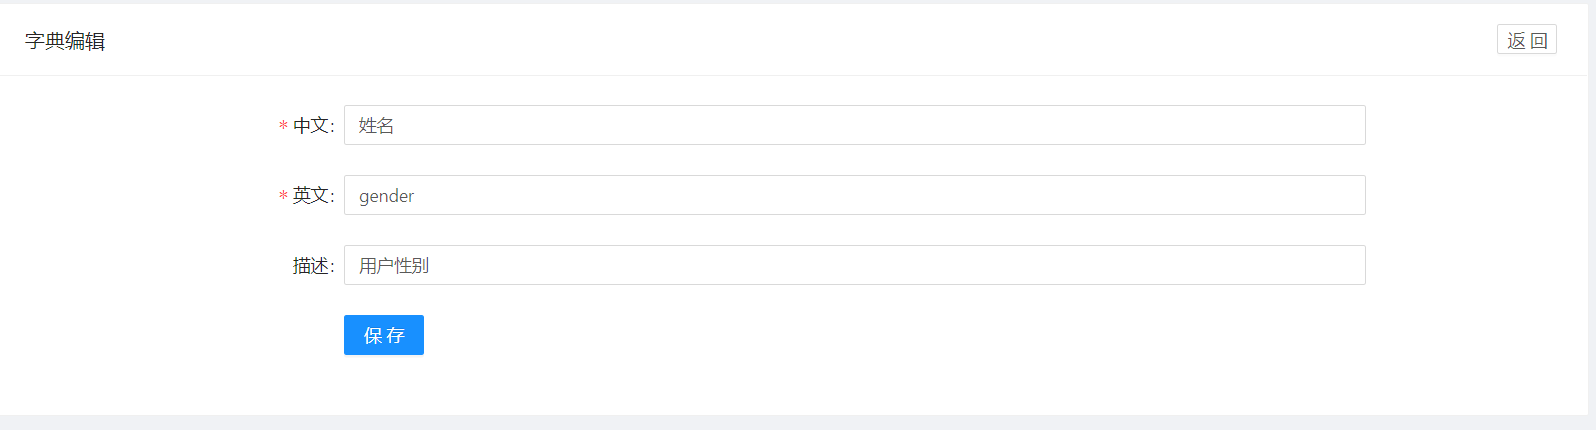 字典编辑
返 回
* 中文:
姓名
* 英文:
gender
描述:
用户性别
保 存